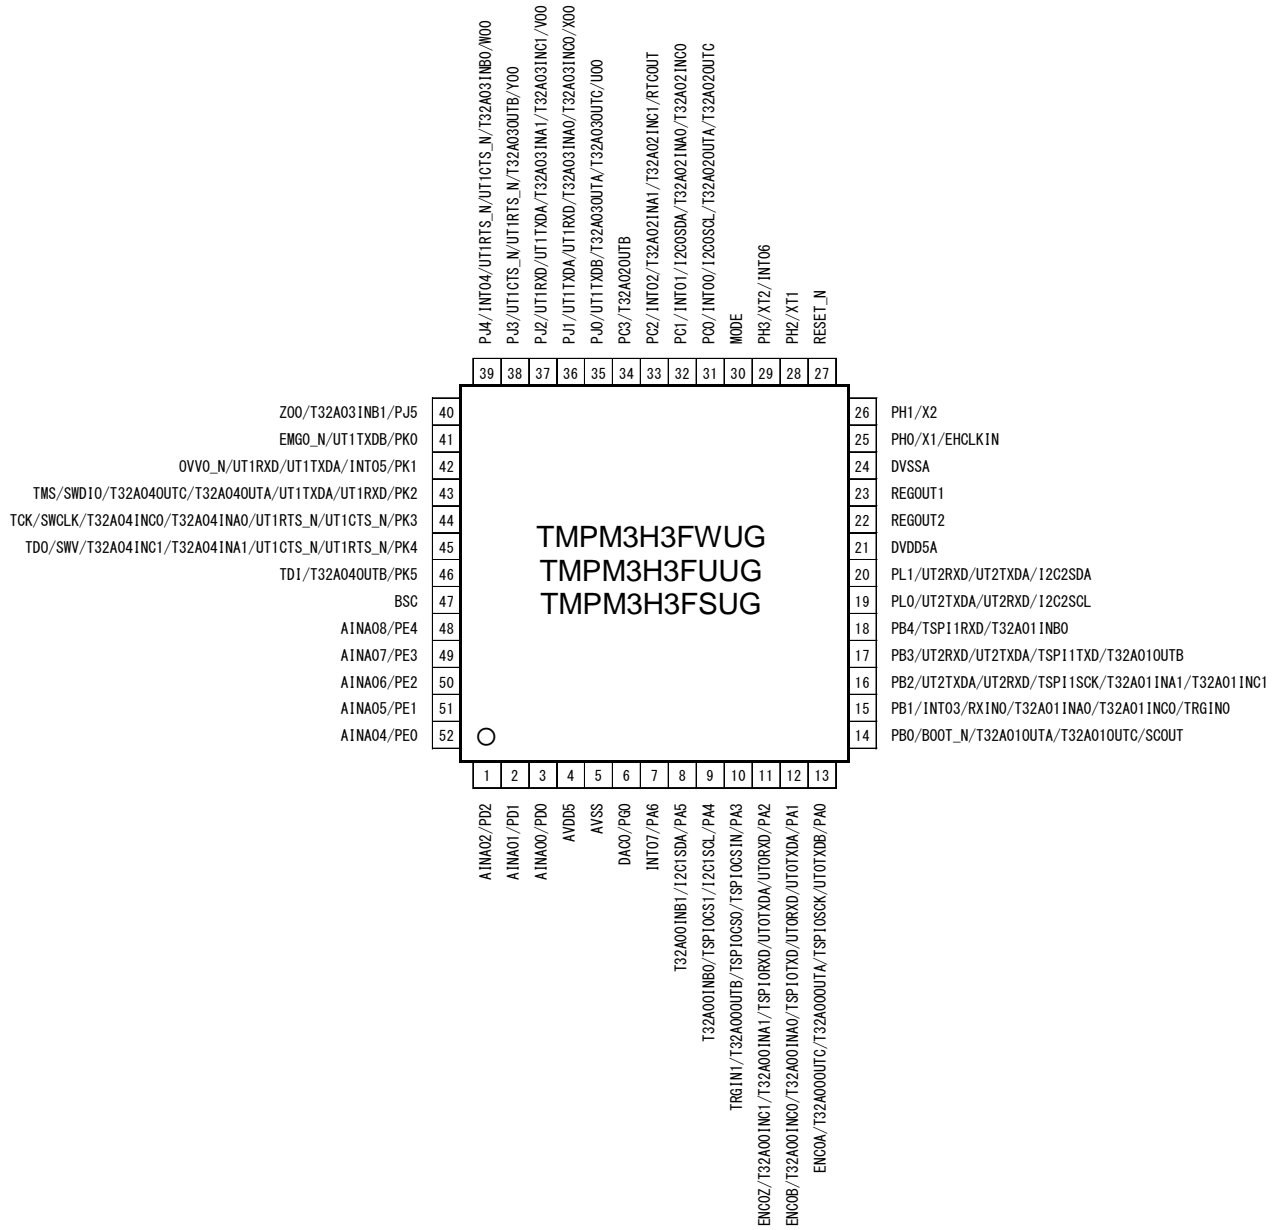 PJ4/INT04/UT1RTS_N/UT1CTS_N/T32A03INB0/WO0
PJ3/UT1CTS_N/UT1RTS_N/T32A03OUTB/YO0
PJ2/UT1RXD/UT1TXDA/T32A03INA1/T32A03INC1/VO0
PJ1/UT1TXDA/UT1RXD/T32A03INA0/T32A03INC0/XO0
PJ0/UT1TXDB/T32A03OUTA/T32A03OUTC/UO0
PC3/T32A02OUTB
PC2/INT02/T32A02INA1/T32A02INC1/RTCOUT
PC1/INT01/I2C0SDA/T32A02INA0/T32A02INC0
PC0/INT00/I2C0SCL/T32A02OUTA/T32A02OUTC
MODE
PH3/XT2/INT06
PH2/XT1
RESET_N
39 38 37 36 35 34 33 32 31 30 29 28 27
ZO0/T32A03INB1/PJ5 40
EMG0_N/UT1TXDB/PK0 41
OVV0_N/UT1RXD/UT1TXDA/INT05/PK1 42
TMS/SWDIO/T32A04OUTC/T32A04OUTA/UT1TXDA/UT1RXD/PK2 43
TCK/SWCLK/T32A04INC0/T32A04INA0/UT1RTS_N/UT1CTS_N/PK3 44
TDO/SWV/T32A04INC1/T32A04INA1/UT1CTS_N/UT1RTS_N/PK4 45
TDI/T32A04OUTB/PK5 46
BSC 47
AINA08/PE4 48
AINA07/PE3 49
AINA06/PE2 50
AINA05/PE1 51
AINA04/PE0 52
TMPM3H3FWUG
TMPM3H3FUUG
TMPM3H3FSUG
26 PH1/X2
25 PH0/X1/EHCLKIN
24 DVSSA
23 REGOUT1
22 REGOUT2
21 DVDD5A
20 PL1/UT2RXD/UT2TXDA/I2C2SDA
19 PL0/UT2TXDA/UT2RXD/I2C2SCL
18 PB4/TSPI1RXD/T32A01INB0
17 PB3/UT2RXD/UT2TXDA/TSPI1TXD/T32A01OUTB
16 PB2/UT2TXDA/UT2RXD/TSPI1SCK/T32A01INA1/T32A01INC1
15 PB1/INT03/RXIN0/T32A01INA0/T32A01INC0/TRGIN0
14 PB0/BOOT_N/T32A01OUTA/T32A01OUTC/SCOUT
1 2 3 4 5 6 7 8 9 10 11 12 13
AINA02/PD2
AINA01/PD1
AINA00/PD0
AVDD5
AVSS
DAC0/PG0
INT07/PA6
T32A00INB1/I2C1SDA/PA5
T32A00INB0/TSPI0CS1/I2C1SCL/PA4
TRGIN1/T32A00OUTB/TSPI0CS0/TSPI0CSIN/PA3
ENC0Z/T32A00INC1/T32A00INA1/TSPI0RXD/UT0TXDA/UT0RXD/PA2
ENC0B/T32A00INC0/T32A00INA0/TSPI0TXD/UT0RXD/UT0TXDA/PA1
ENC0A/T32A00OUTC/T32A00OUTA/TSPI0SCK/UT0TXDB/PA0